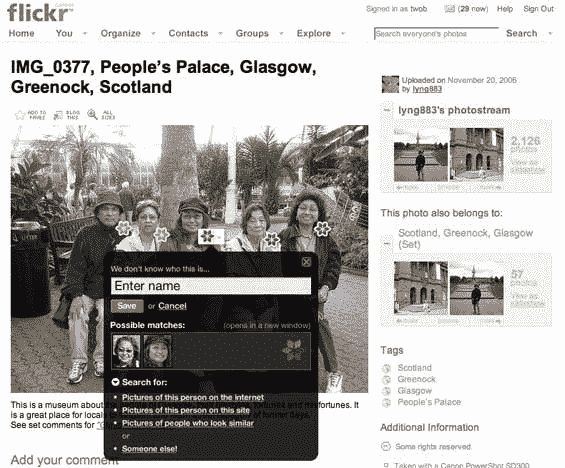 flickr
Signed in as twob (29 new) Help Sign Out
Home You Organize Contacts Groups Explore
Search everyone's photos Search
IMG_0377, People's Palace, Glasgow,
Greenock, Scotland
ADD TO FAVES BLOG THIS ALL SIZES
We don't know who this is...
Enter name
Save or Cancel
Possible matches: (opens in a new window)
Search for:
Pictures of this person on the internet
Pictures of this person on this site
Pictures of people who look similar
or
Someone else!
This is a museum about the
fortunes. It
is a great place for locals
former days.
See set comments for
Add your comment
Uploaded on November 20, 2006
by lyng883
lyng883's photostream
2,126
photos
View as
slideshow
This photo also belongs to:
Scotland, Greenock, Glasgow
(Set)
57
photos
View as
slideshow
Tags
Scotland
Greenock
Glasgow
People's Palace
Additional Information
Some rights reserved
Taken with a Canon PowerShot SD300